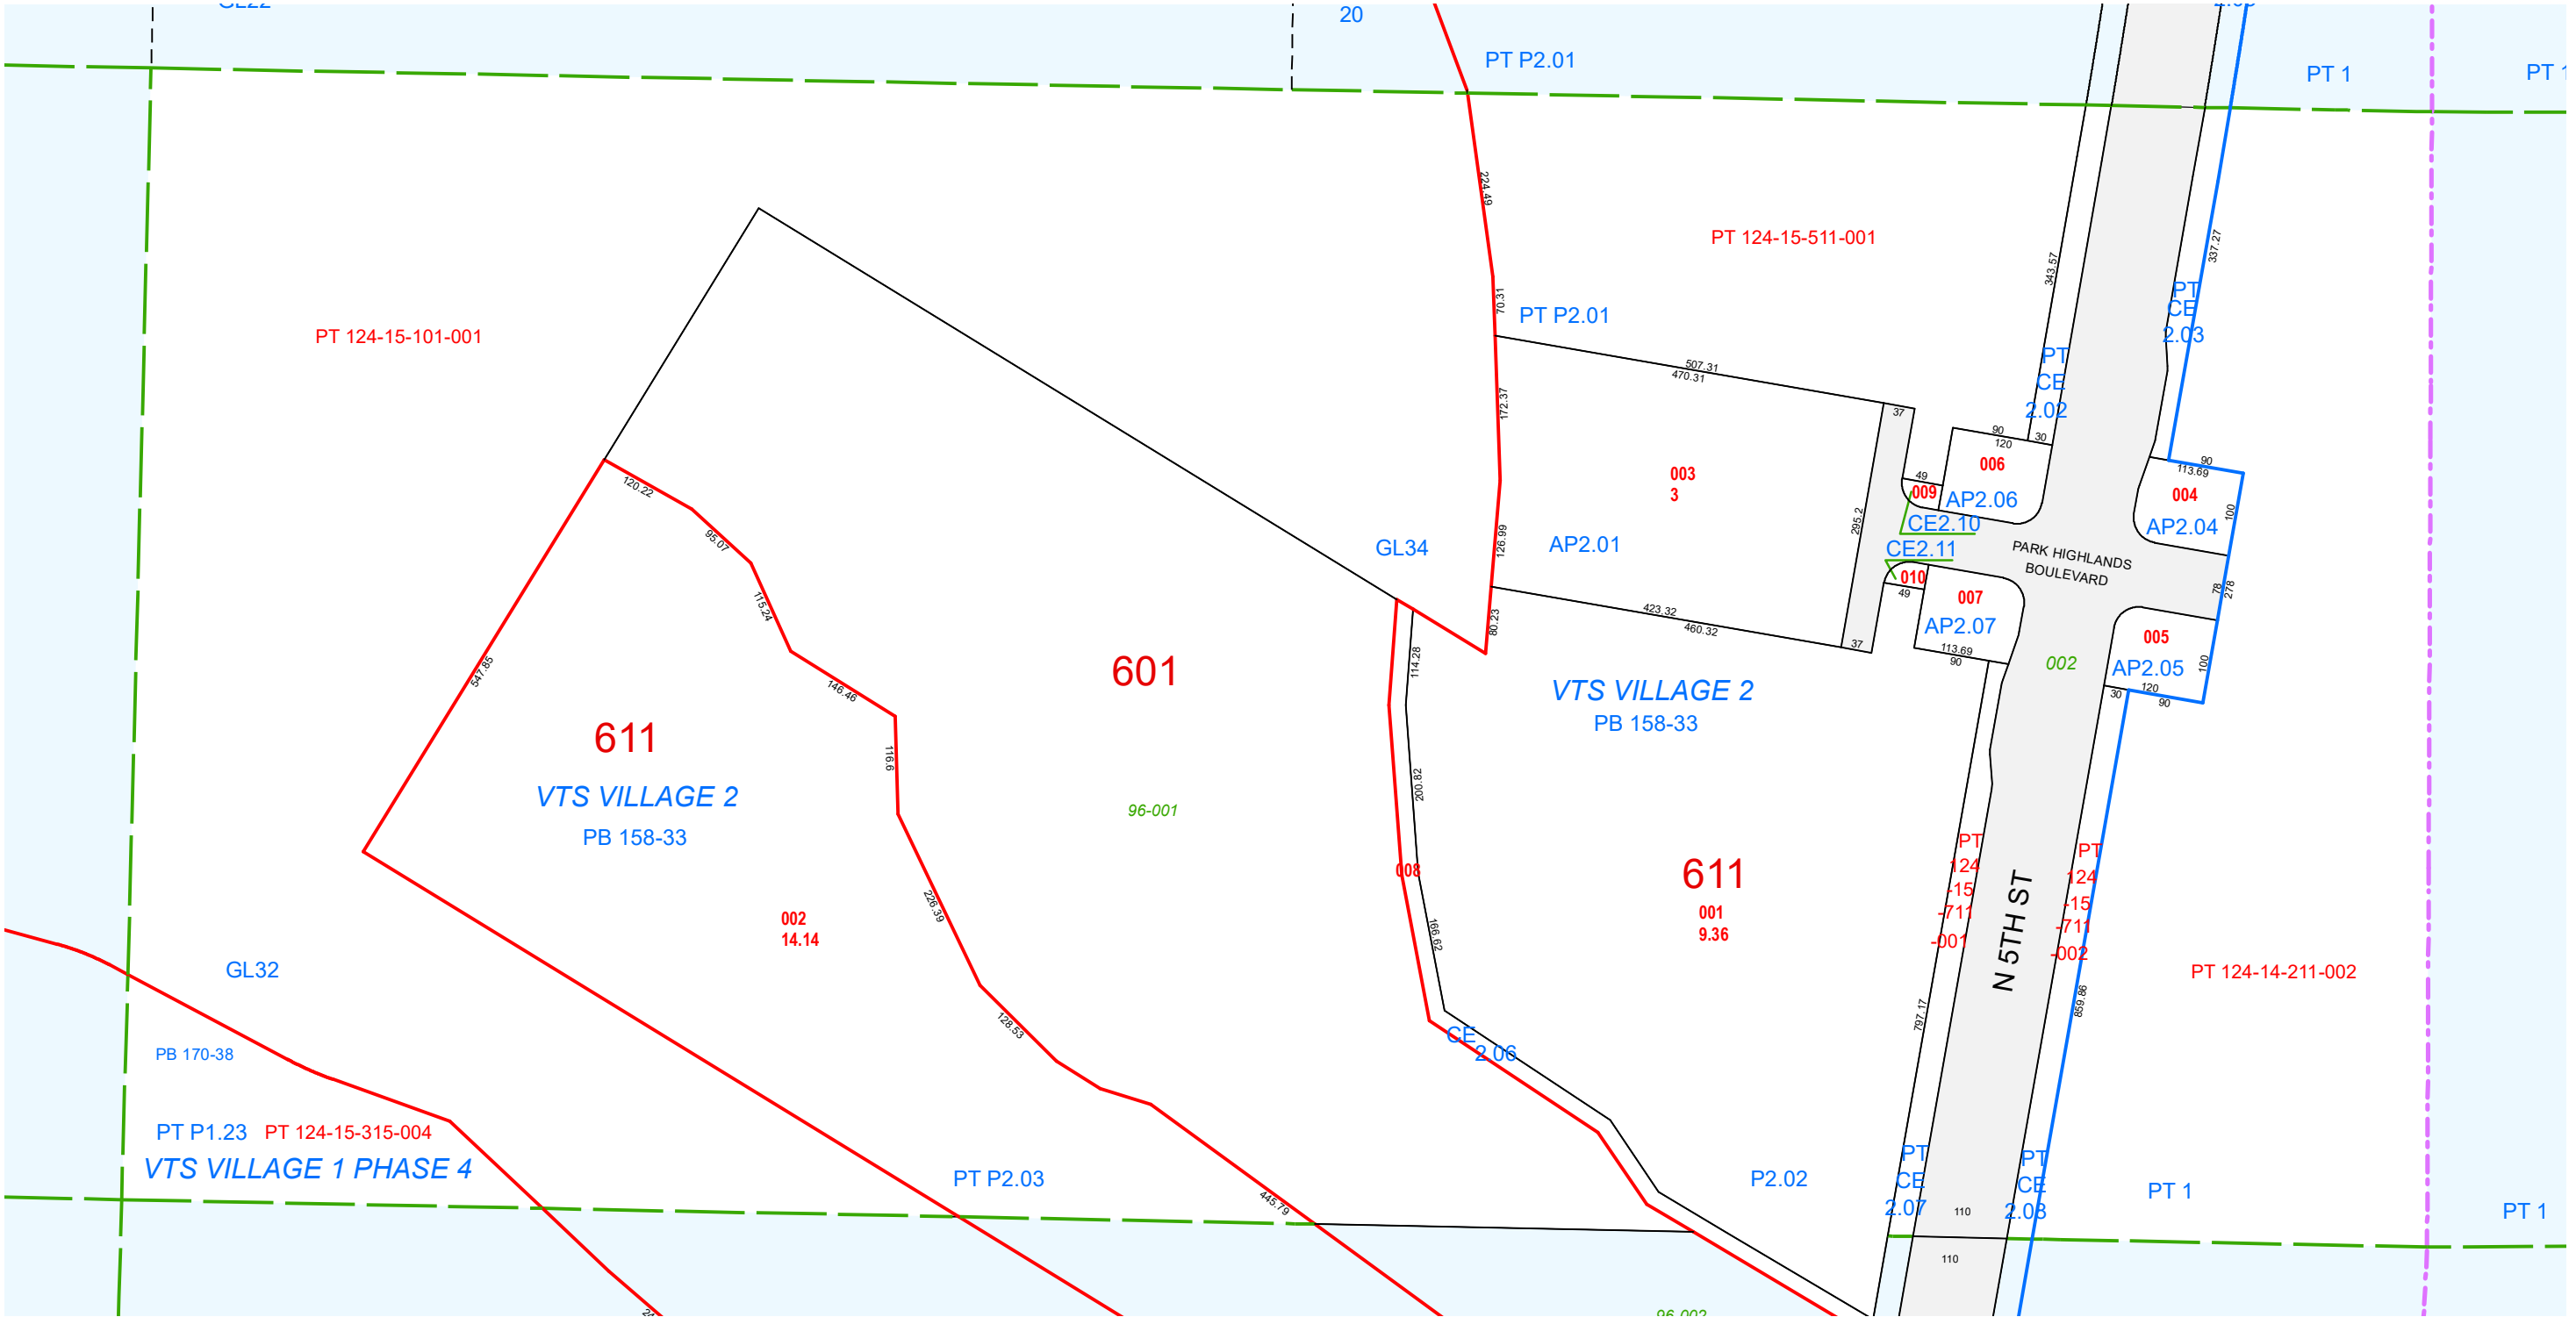 20
PT P2.01
PT 1
224.49
PT 124-15-511-001
337.27
343.57
70.31
PT P2.01
PT
CE
2.03
PT 124-15-101-001
PT
CE
2.02
507.31
470.31
172.37
37
90
120
30
90
113.69
120.22
003
3
49
009
006
AP2.06
004
AP2.04
100
95.07
GL34
126.99
AP2.01
295.2
CE2.10
CE2.11
PARK HIGHLANDS
BOULEVARD
115.24
010
49
007
AP2.07
78
278
80.23
423.32
460.32
37
113.69
90
002
005
AP2.05
100
30
120
90
547.85
146.46
601
114.28
VTS VILLAGE 2
PB 158-33
611
116.6
200.82
VTS VILLAGE 2
PB 158-33
96-001
008
611
001
9.36
PT
124
-15
-711
-001
PT
124
-15
-711
-002
N 5TH ST
226.39
002
14.14
166.62
GL32
PT 124-14-211-002
797.17
859.86
128.53
CE
2.06
PB 170-38
PT P1.23
PT 124-15-315-004
VTS VILLAGE 1 PHASE 4
PT P2.03
445.79
P2.02
PT
CE
2.07
PT
CE
2.08
PT 1
110
PT 1
110